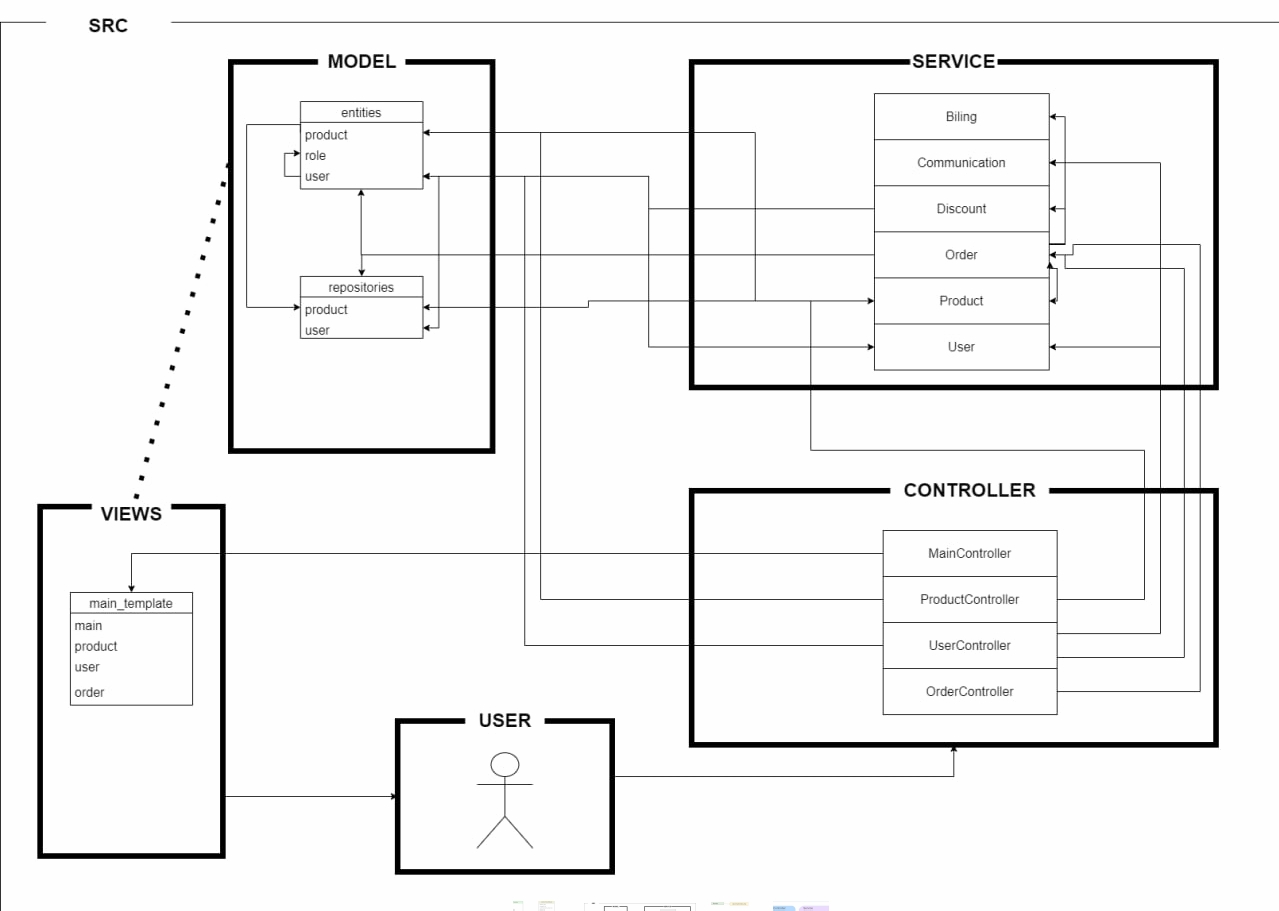 SRC
MODEL
entities
product
role
user
repositories
product
user
SERVICE
Biling
Communication
Discount
Order
Product
User
VIEWS
main_template
main
product
user
order
USER
CONTROLLER
MainController
ProductController
UserController
OrderController